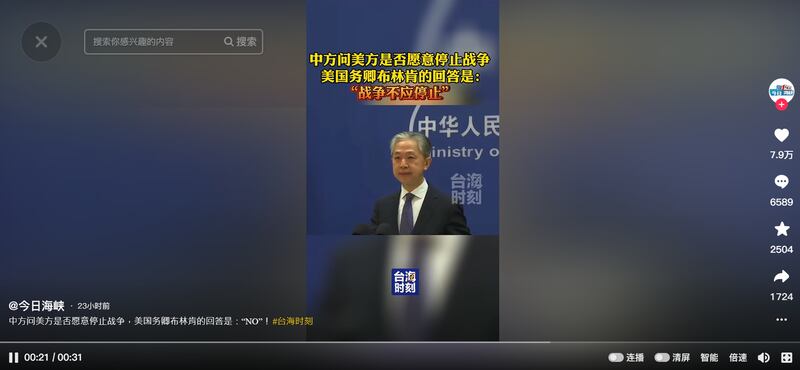 搜索你感兴趣的内容
搜索
中方问美方是否愿意停止战争
美国务卿布林肯的回答是:
“战争不应停止”
中华人民
inistry o
台海
时刻
台海
时刻
7.9万
6589
2504
1724
@今日海峡 · 23小时前
中方问美方是否愿意停止战争，美国务卿布林肯的回答是：“NO”！#台海时刻
00:21 / 00:31
连播
清屏
智能
倍速